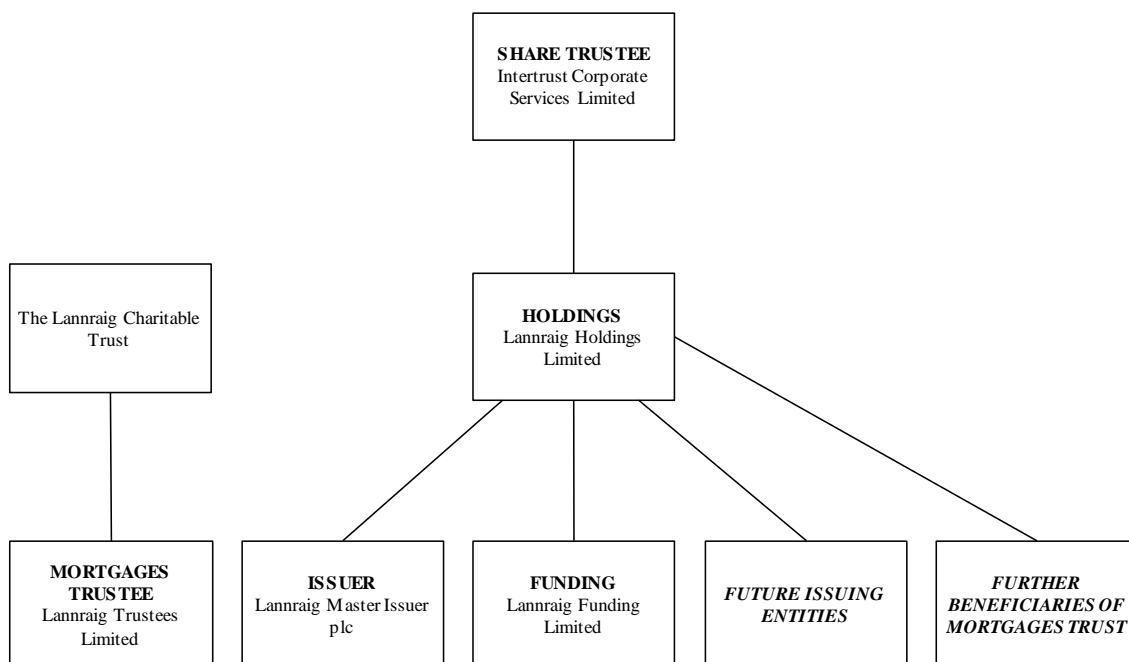 SHARE TRUSTEE
Intertrust Corporate
Services Limited
The Lannraig Charitable
Trust
HOLDINGS
Lannraig Holdings
Limited
MORTGAGES
TRUSTEE
Lannraig Trustees
Limited
ISSUER
Lannraig Master Issuer
plc
FUNDING
Lannraig Funding
Limited
FUTURE ISSUING
ENTITIES
FURTHER
BENEFICIARIES OF
MORTGAGES TRUST